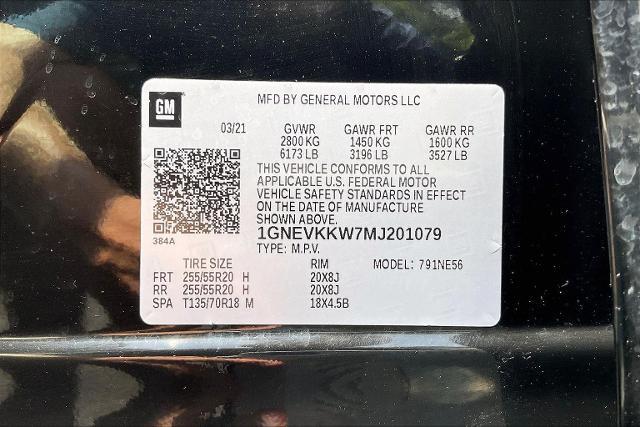 GM
MFD BY GENERAL MOTORS LLC
03/21 GVWR GAWR FRT GAWR RR
2800 KG 1450 KG 1600 KG
6173 LB 3196 LB 3527 LB
THIS VEHICLE CONFORMS TO ALL
APPLICABLE U.S. FEDERAL MOTOR
VEHICLE SAFETY STANDARDS IN EFFECT
ON THE DATE OF MANUFACTURE
SHOWN ABOVE.
384A
1GNEVKKW7MJ201079
TYPE: M.P.V.
TIRE SIZE RIM MODEL: 791NE56
FRT 255/55R20 H 20X8J
RR 255/55R20 H 20X8J
SPA T135/70R18 M 18X4.5B